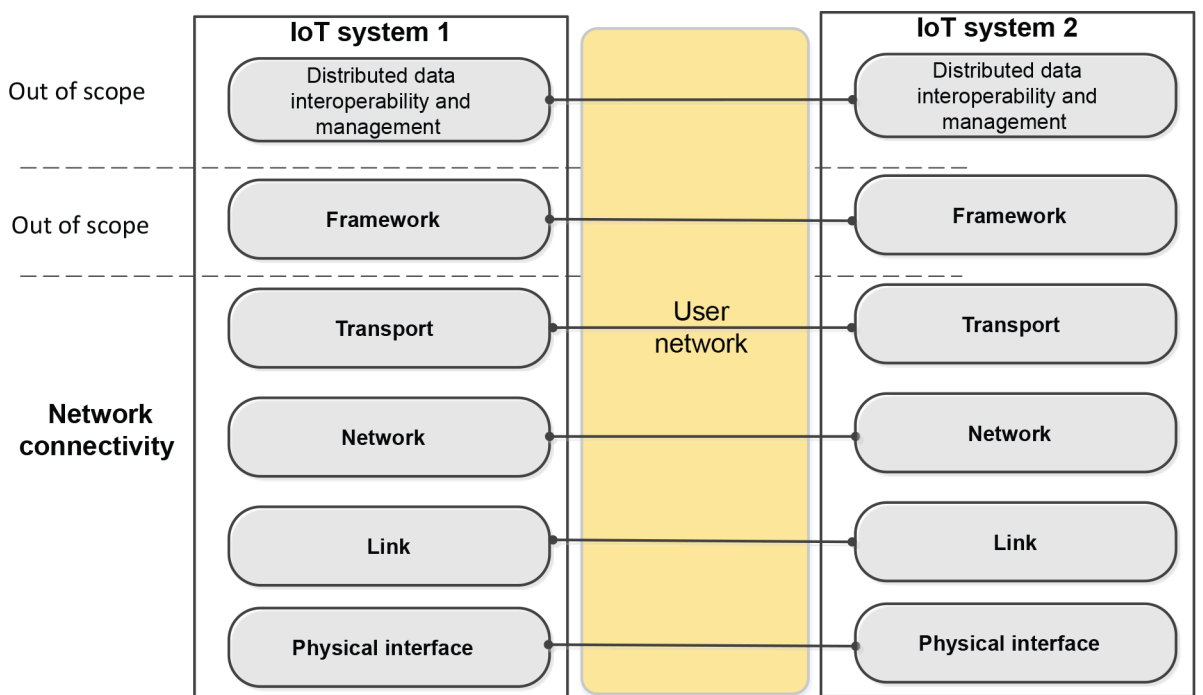 IoT system 1
IoT system 2
Out of scope
Distributed data
interoperability and
management
Distributed data
interoperability and
management
Out of scope
Framework
Framework
Transport
User
network
Transport
Network
connectivity
Network
Network
Link
Link
Physical interface
Physical interface